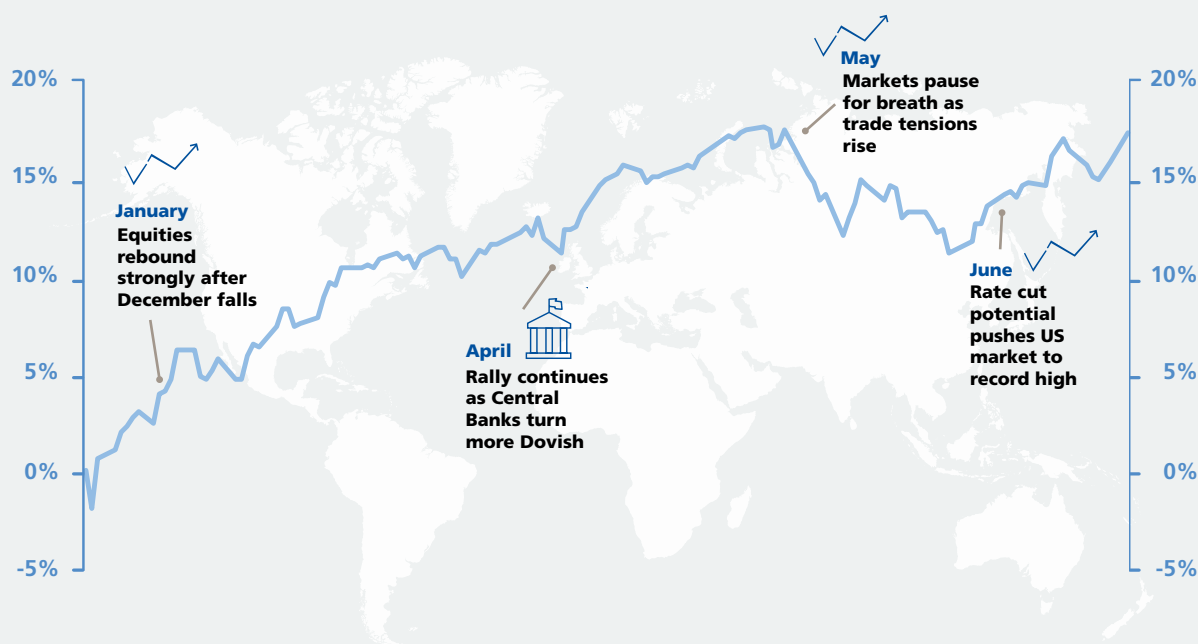 20%
15%
10%
5%
0%
-5%
January
Equities
rebound
strongly after
December falls
April
Rally continues
as Central
Banks turn
more Dovish
May
Markets pause
for breath as
trade tensions
rise
June
Rate cut
potential
pushes US
market to
record high
20%
15%
10%
5%
0%
-5%